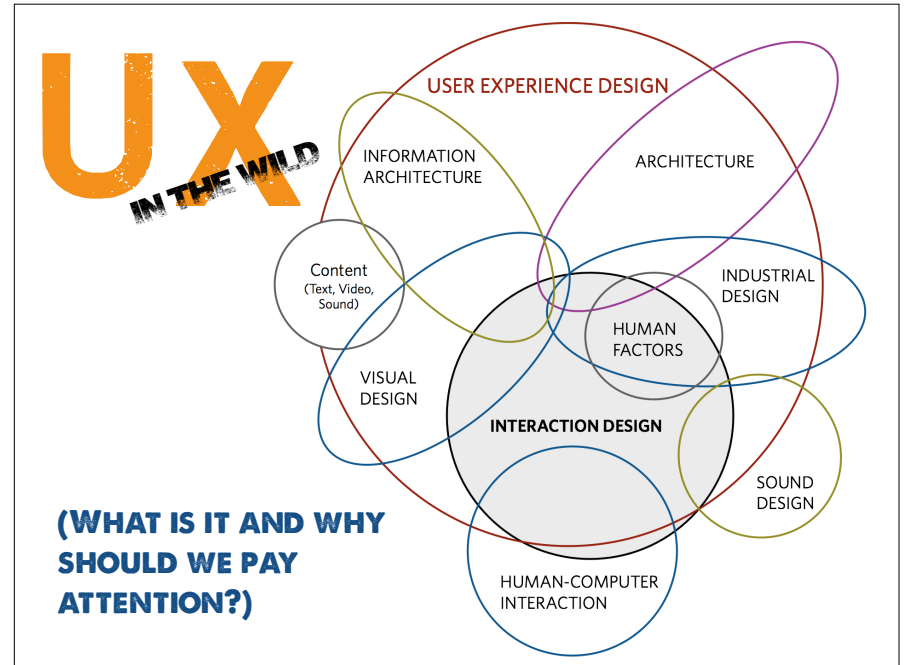 UX
IN THE WILD
USER EXPERIENCE DESIGN
INFORMATION
ARCHITECTURE
ARCHITECTURE
Content
(Text, Video,
Sound)
INDUSTRIAL
DESIGN
HUMAN
FACTORS
VISUAL
DESIGN
INTERACTION DESIGN
SOUND
DESIGN
HUMAN-COMPUTER
INTERACTION
(WHAT IS IT AND WHY
SHOULD WE PAY
ATTENTION?)